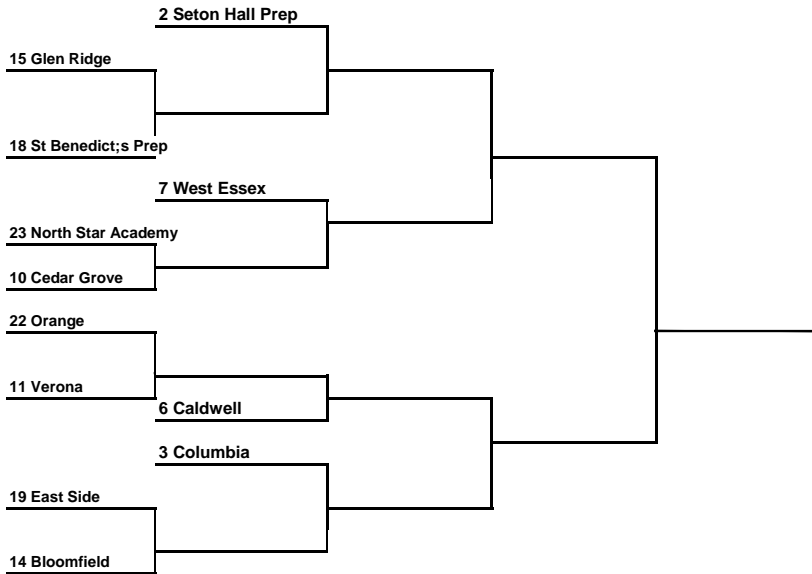 2 Seton Hall Prep
15 Glen Ridge
18 St Benedict;s Prep
7 West Essex
23 North Star Academy
10 Cedar Grove
22 Orange
11 Verona
6 Caldwell
3 Columbia
19 East Side
14 Bloomfield